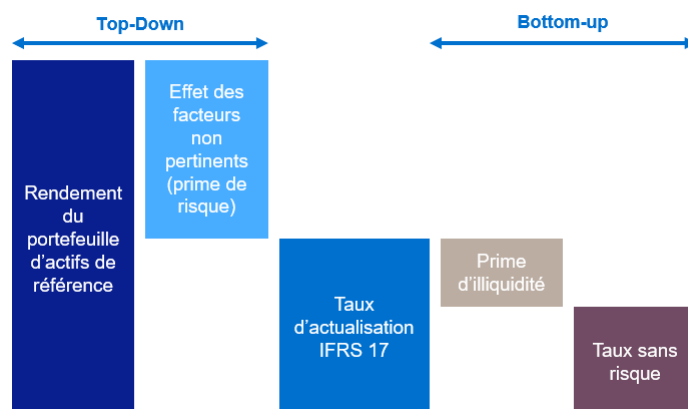 Top-Down
Bottom-up
Effet des
facteurs
non
pertinents
(prime de
risque)
Rendement
du
portefeuille
d'actifs de
référence
Taux
d'actualisation
IFRS 17
Prime
d'illiquidité
Taux sans
risque